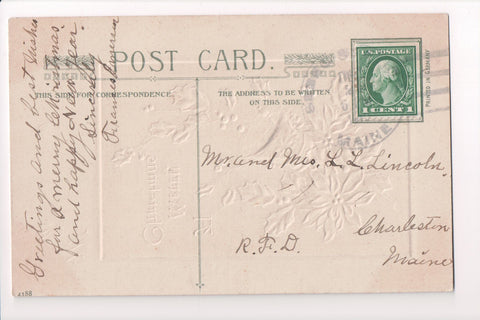 POST CARD.
THIS SIDE FOR CORRESPONDENCE.
THE ADDRESS TO BE WRITTEN
ON THIS SIDE.
U.S. POSTAGE
1 CENT 1
PRINTED IN GERMANY
MAINE
Greetings and best wishes
for a merry Christmas
and happy New Year.
Sincerely
Mr. and Mrs. L. L. Lincoln.
R.F.D.
Charleston
Maine
4188